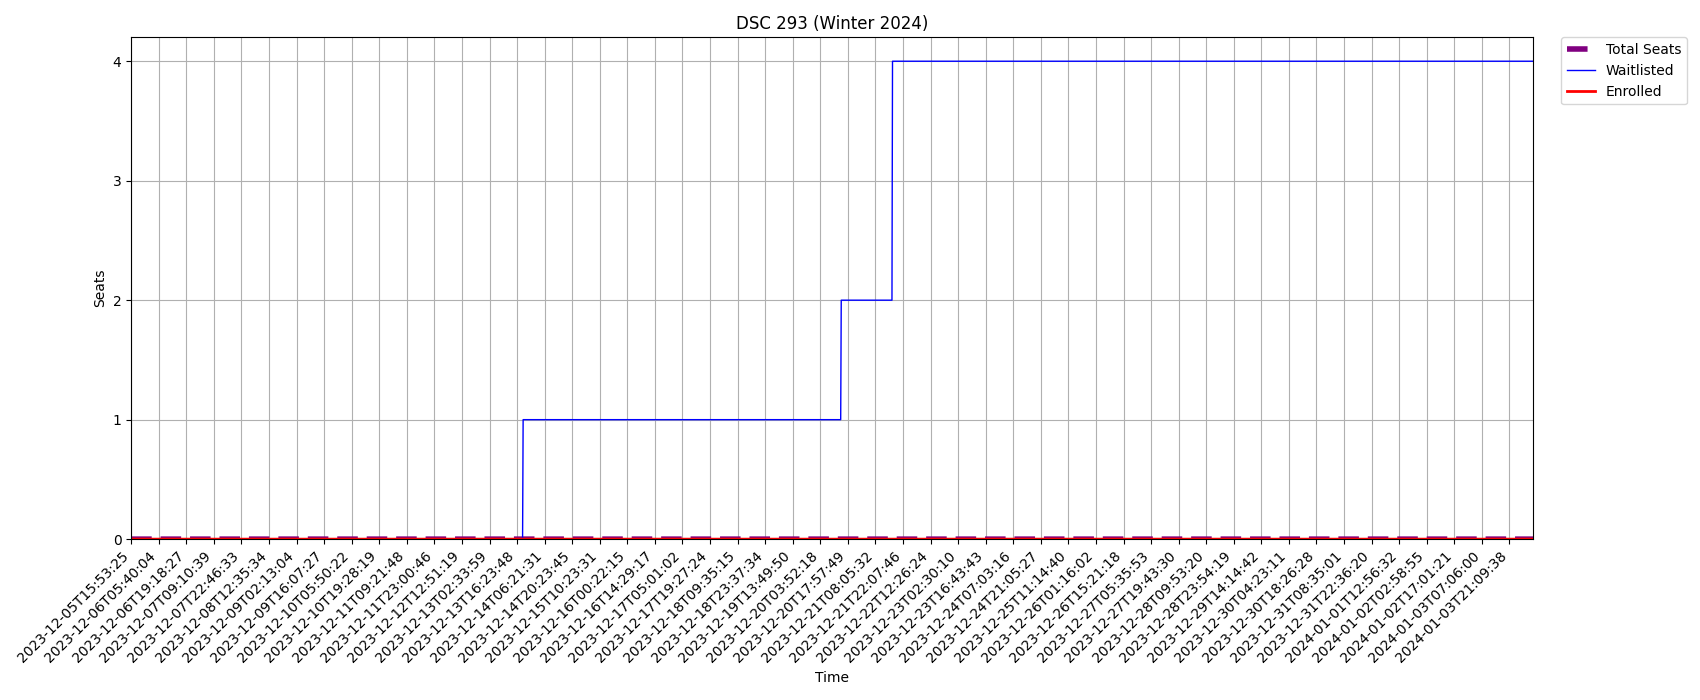 DSC 293 (Winter 2024)
Total Seats
Waitlisted
Enrolled
4
3
2
1
0
Seats
2023-12-05T15:53:25
2023-12-06T05:40:04
2023-12-06T19:18:27
2023-12-07T09:10:39
2023-12-07T22:46:33
2023-12-08T12:35:34
2023-12-09T02:13:04
2023-12-09T16:07:27
2023-12-10T05:50:22
2023-12-10T19:28:19
2023-12-11T09:21:48
2023-12-11T23:00:46
2023-12-12T12:51:19
2023-12-13T02:33:59
2023-12-13T16:23:48
2023-12-14T06:21:31
2023-12-14T20:23:45
2023-12-15T10:23:31
2023-12-16T00:22:15
2023-12-16T14:29:17
2023-12-17T05:01:02
2023-12-17T19:27:24
2023-12-18T09:35:15
2023-12-18T23:37:34
2023-12-19T13:49:50
2023-12-20T03:52:18
2023-12-20T17:57:49
2023-12-21T08:05:32
2023-12-21T22:07:46
2023-12-22T12:26:24
2023-12-23T02:30:10
2023-12-23T16:43:43
2023-12-24T07:03:16
2023-12-24T21:05:27
2023-12-25T11:14:40
2023-12-26T01:16:02
2023-12-26T15:21:18
2023-12-27T05:35:53
2023-12-27T19:43:30
2023-12-28T09:53:20
2023-12-28T23:54:19
2023-12-29T14:14:42
2023-12-30T04:23:11
2023-12-30T18:26:28
2023-12-31T08:35:01
2023-12-31T22:36:20
2024-01-01T12:56:32
2024-01-02T02:58:55
2024-01-02T17:01:21
2024-01-03T07:06:00
2024-01-03T21:09:38
Time